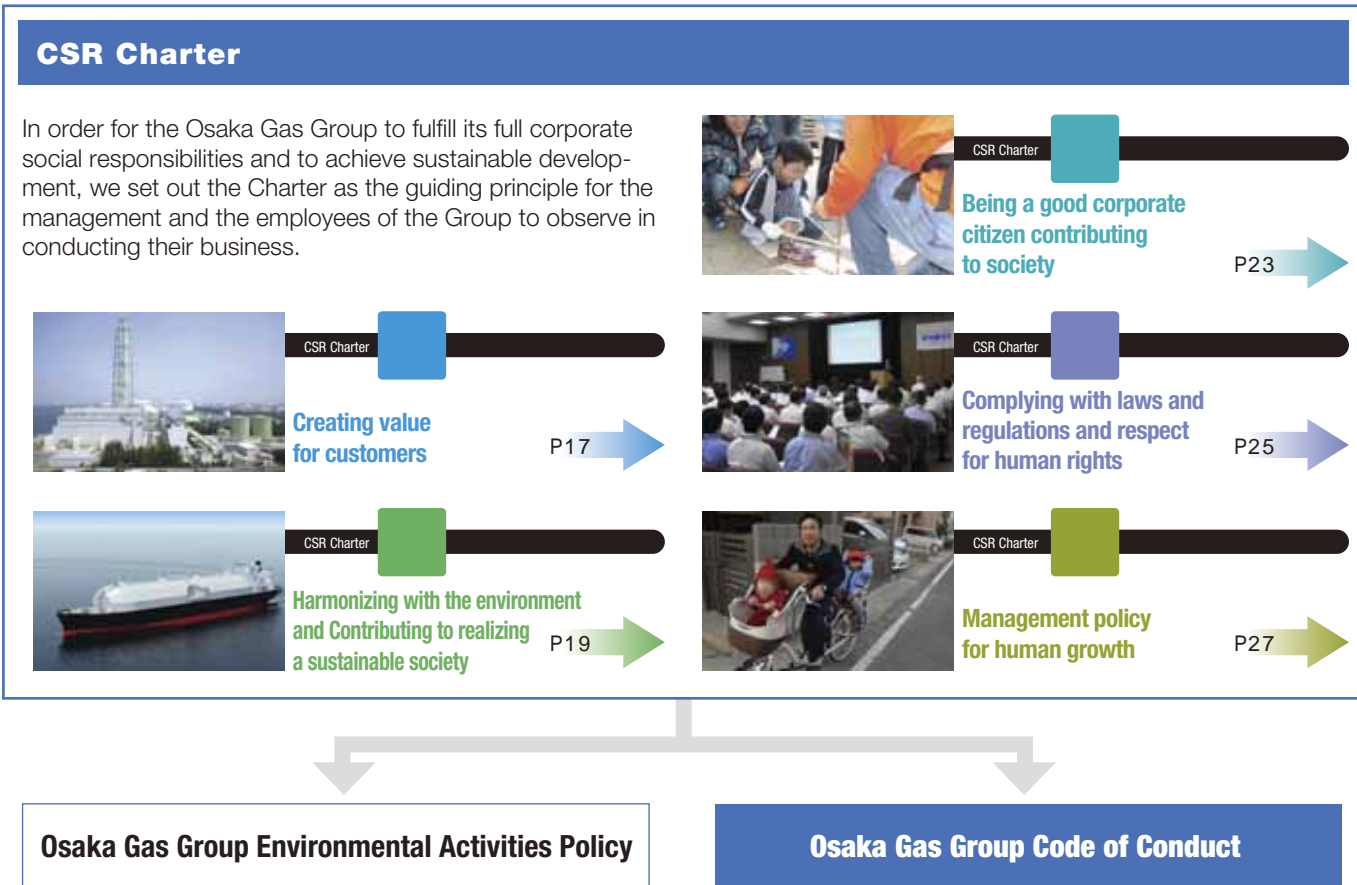 CSR Charter
In order for the Osaka Gas Group to fulfill its full corporate
social responsibilities and to achieve sustainable develop-
ment, we set out the Charter as the guiding principle for the
management and the employees of the Group to observe in
conducting their business.
CSR Charter
Creating value
for customers
P17
CSR Charter
Harmonizing with the environment
and Contributing to realizing
a sustainable society
P19
CSR Charter
Being a good corporate
citizen contributing
to society
P23
CSR Charter
Complying with laws and
regulations and respect
for human rights
P25
CSR Charter
Management policy
for human growth
P27
Osaka Gas Group Environmental Activities Policy
Osaka Gas Group Code of Conduct